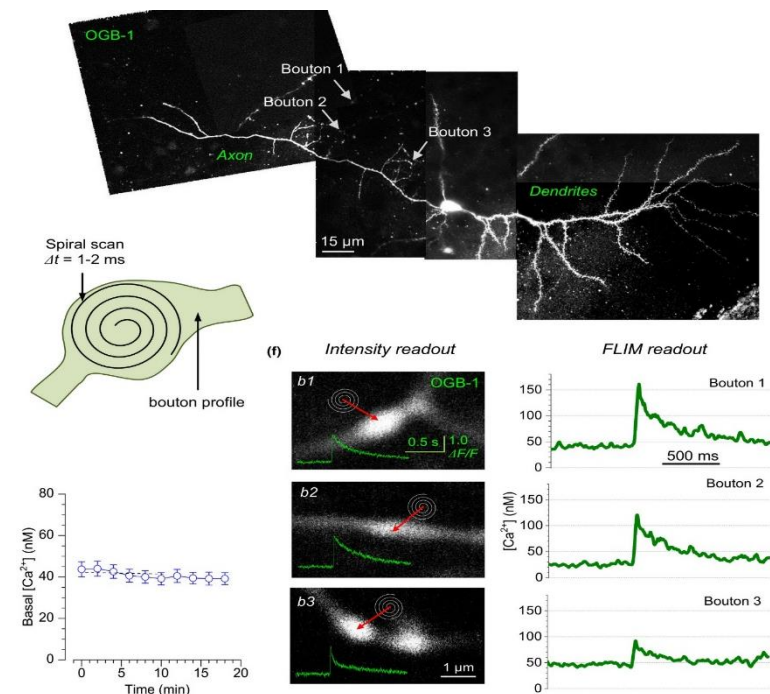 OGB-1
Bouton 1
Bouton 2
Bouton 3
Axon
Dendrites
15 µm
Spiral scan
Δt = 1-2 ms
bouton profile
(f)
Intensity readout
FLIM readout
b1
OGB-1
0.5 s
1.0
ΔF/F
b2
b3
1 µm
Bouton 1
150
100
50
0
500 ms
Bouton 2
150
100
50
0
[Ca²⁺] (nM)
Bouton 3
150
100
50
0
80
60
40
20
0
Basal [Ca²⁺] (nM)
0 5 10 15 20
Time (min)